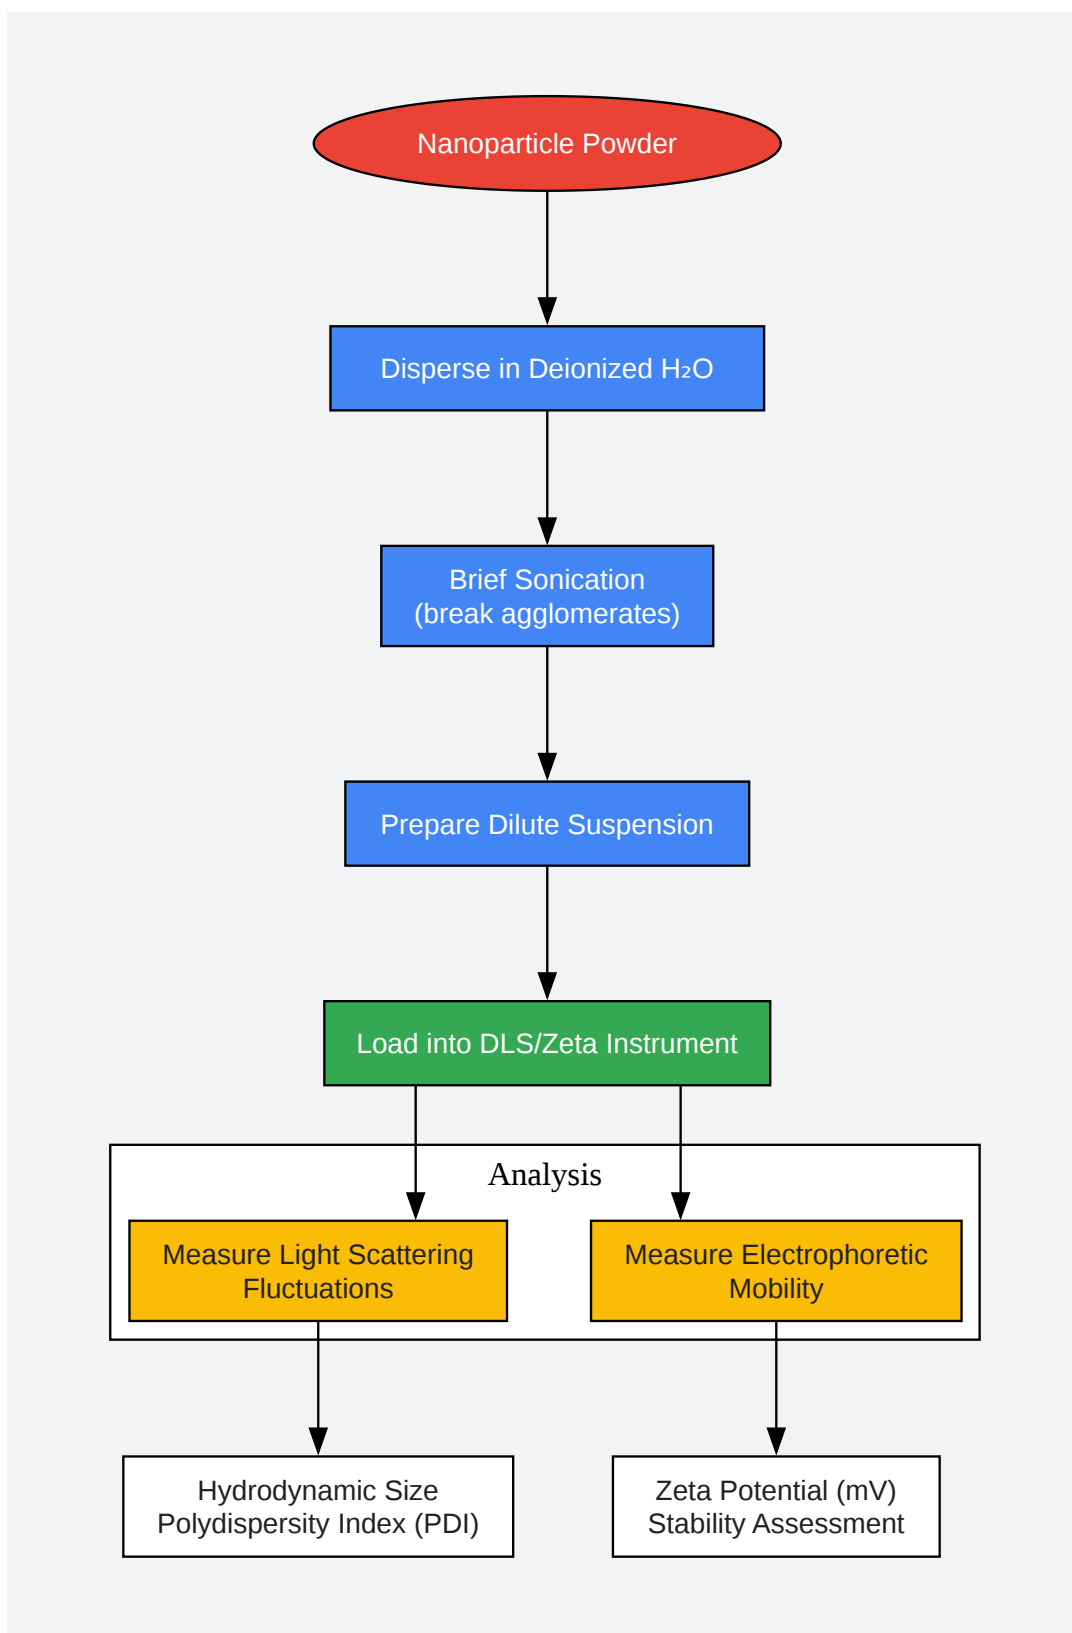 Nanoparticle Powder
Disperse in Deionized H₂O
Brief Sonication
(break agglomerates)
Prepare Dilute Suspension
Load into DLS/Zeta Instrument
Analysis
Measure Light Scattering
Fluctuations
Measure Electrophoretic
Mobility
Hydrodynamic Size
Polydispersity Index (PDI)
Zeta Potential (mV)
Stability Assessment